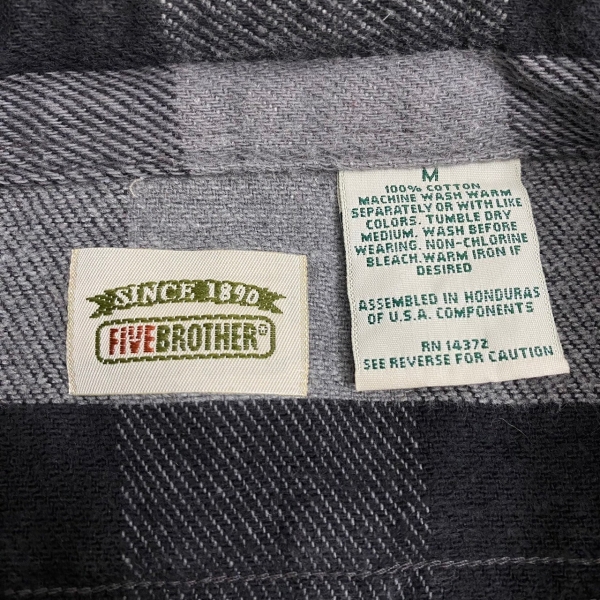 SINCE 1890
FIVEBROTHER®
M
100% COTTON
MACHINE WASH WARM
SEPARATELY OR WITH LIKE
COLORS. TUMBLE DRY
MEDIUM. WASH BEFORE
WEARING. NON-CHLORINE
BLEACH.WARM IRON IF
DESIRED
ASSEMBLED IN HONDURAS
OF U.S.A. COMPONENTS
RN 14372
SEE REVERSE FOR CAUTION